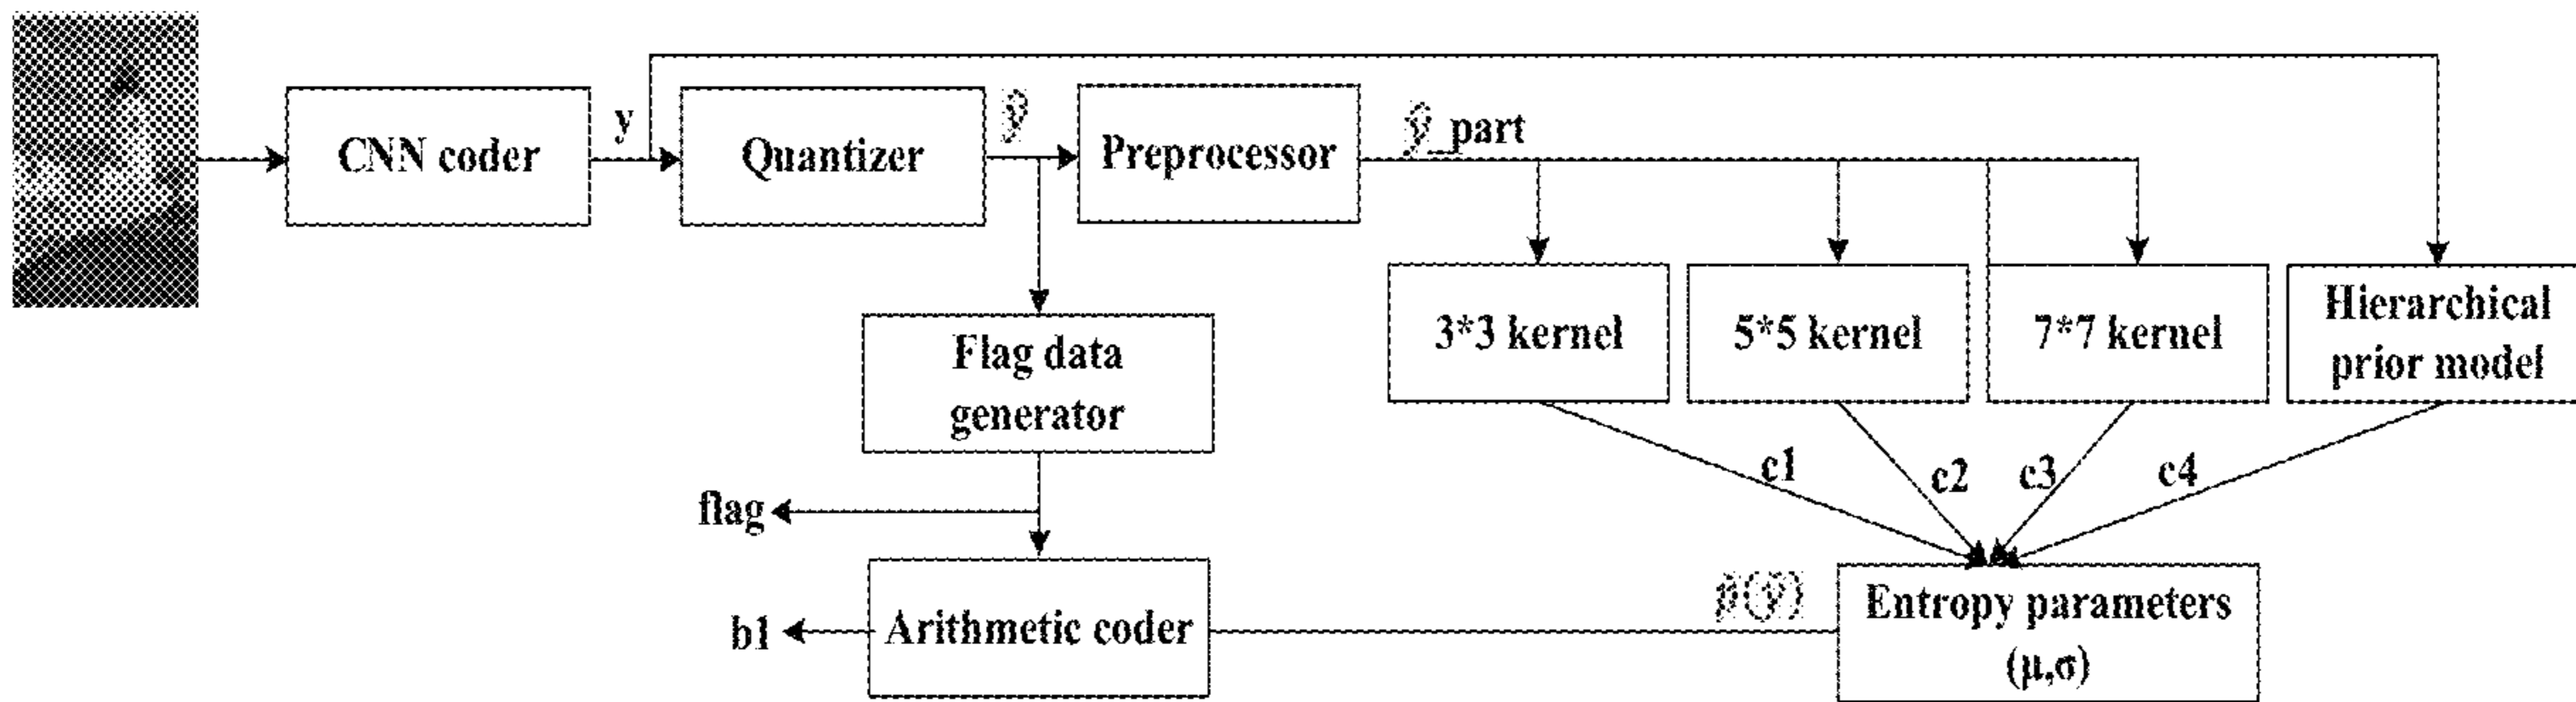 CNN coder
y
Quantizer
ŷ
Preprocessor
ŷ_part
3*3 kernel
5*5 kernel
7*7 kernel
Hierarchical
prior model
Flag data
generator
c1
c2
c3
c4
flag
b1
Arithmetic coder
p(ŷ)
Entropy parameters
(μ,σ)